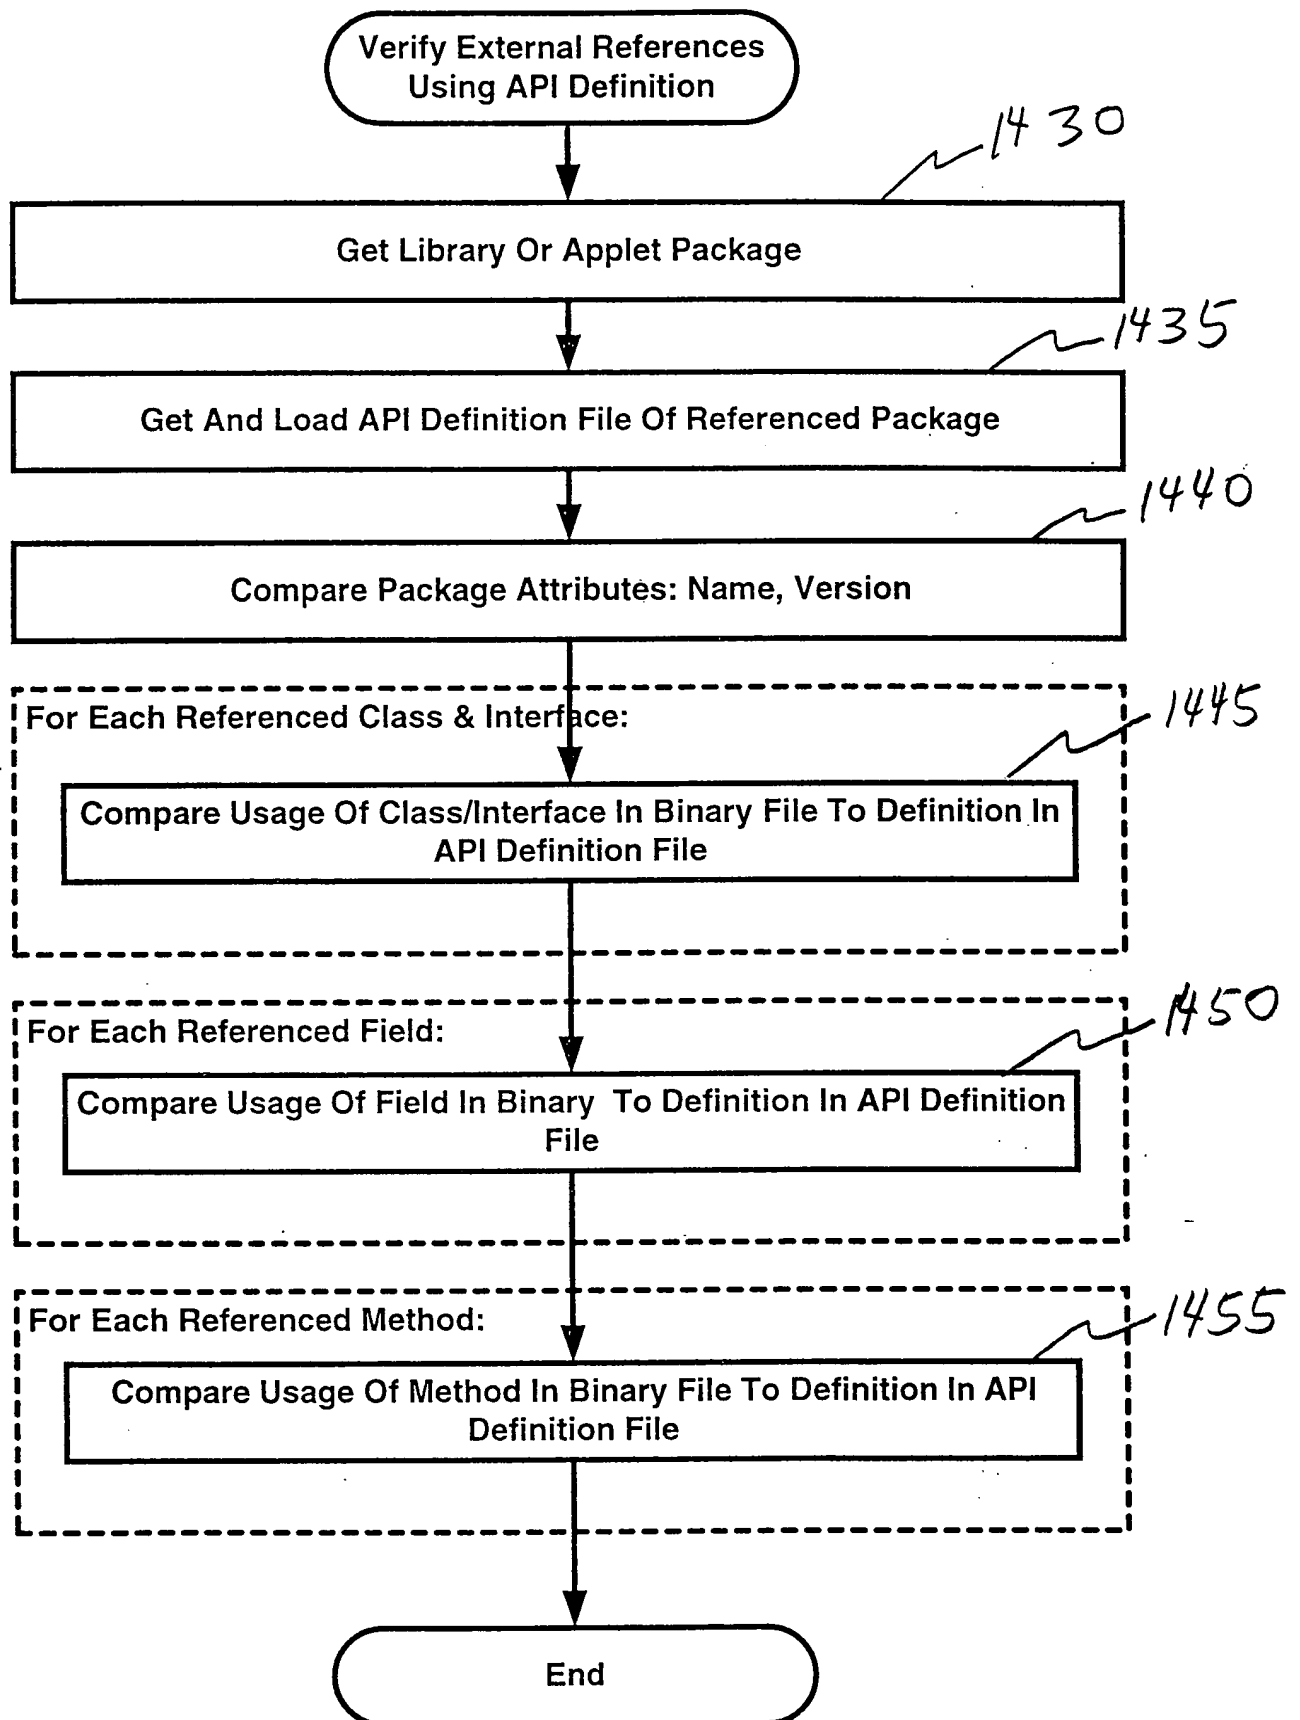 Verify External References
Using API Definition
1430
Get Library Or Applet Package
1435
Get And Load API Definition File Of Referenced Package
1440
Compare Package Attributes: Name, Version
For Each Referenced Class & Interface:
1445
Compare Usage Of Class/Interface In Binary File To Definition In
API Definition File
For Each Referenced Field:
1450
Compare Usage Of Field In Binary To Definition In API Definition
File
For Each Referenced Method:
1455
Compare Usage Of Method In Binary File To Definition In API
Definition File
End